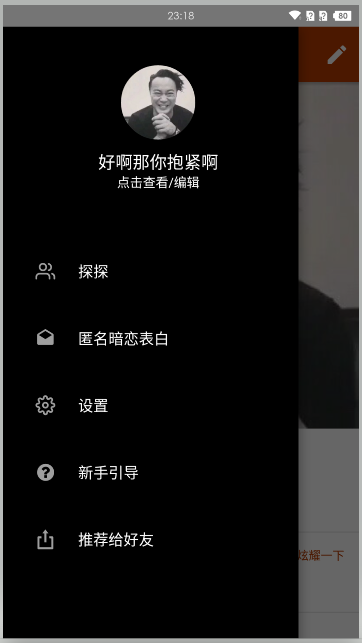 23:18
80
好啊那你抱紧啊
点击查看/编辑
探探
匿名暗恋表白
设置
新手引导
推荐给好友
炫耀一下